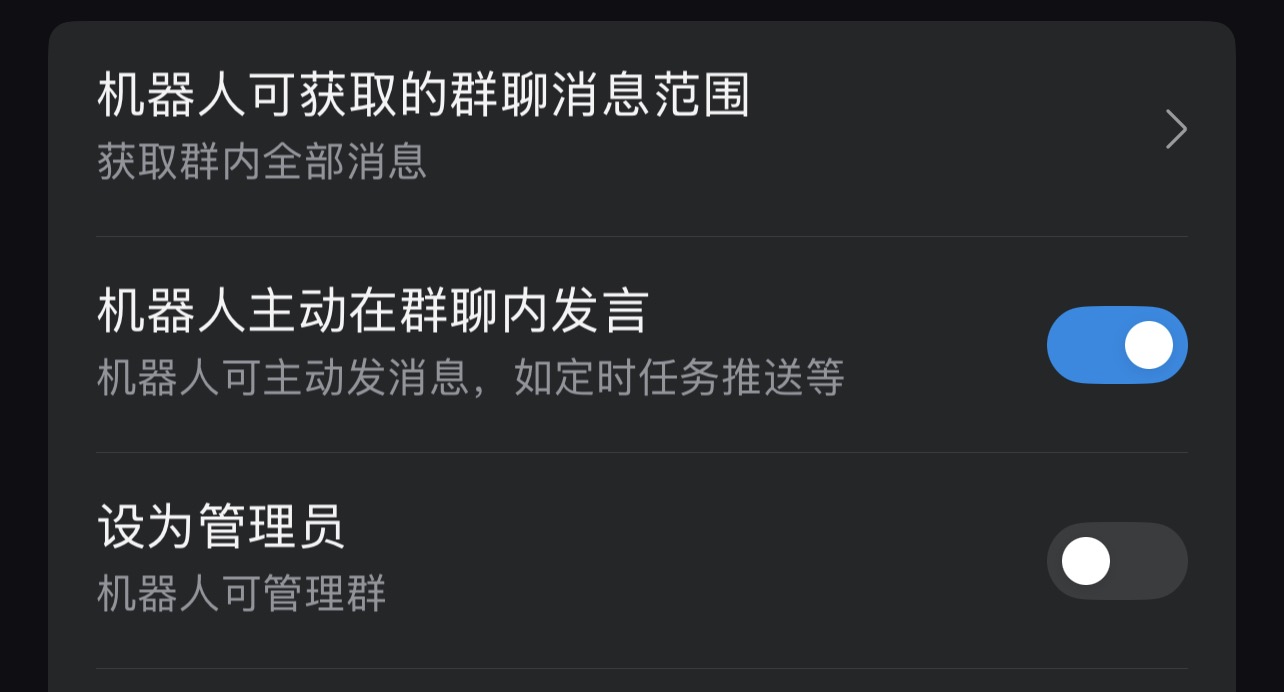 机器人可获取的群聊消息范围
获取群内全部消息
机器人主动在群聊内发言
机器人可主动发消息，如定时任务推送等
设为管理员
机器人可管理群